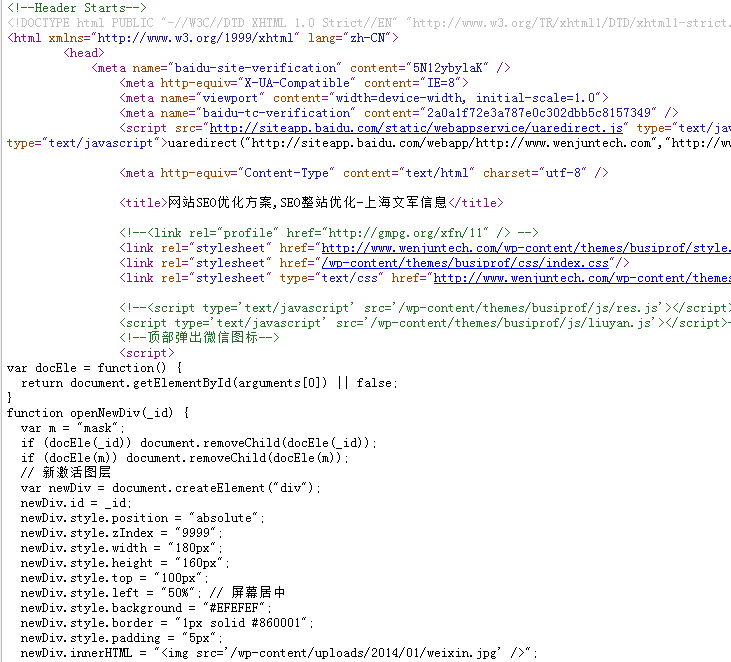 <!--Header Starts-->
<!DOCTYPE html PUBLIC "-//W3C//DTD XHTML 1.0 Strict//EN" "http://www.w3.org/TR/xhtml1/DTD/xhtml1-strict.
<html xmlns="http://www.w3.org/1999/xhtml" lang="zh-CN">
<head>
<meta name="baidu-site-verification" content="5N12ybylaK" />
<meta http-equiv="X-UA-Compatible" content="IE=8">
<meta name="viewport" content="width=device-width, initial-scale=1.0">
<meta name="baidu-tc-verification" content="2a0a1f72e3a787e0c302dbb5c8157349" />
<script src="http://siteapp.baidu.com/static/webappservice/uaredirect.js" type="text/jav
type="text/javascript">uaredirect("http://siteapp.baidu.com/webapp/http://www.wenjuntech.com","http://ww
<meta http-equiv="Content-Type" content="text/html" charset="utf-8" />
<title>网站SEO优化方案,SEO整站优化-上海文军信息</title>
<!--<link rel="profile" href="http://gmpg.org/xfn/11" /> -->
<link rel="stylesheet" href="http://www.wenjuntech.com/wp-content/themes/busiprof/style.
<link rel="stylesheet" href="/wp-content/themes/busiprof/css/index.css"/>
<link rel="stylesheet" type="text/css" href="http://www.wenjuntech.com/wp-content/themes
<!--<script type='text/javascript' src='/wp-content/themes/busiprof/js/res.js'></script>
<script type='text/javascript' src='/wp-content/themes/busiprof/js/liuyan.js'></script>-
<!--顶部弹出微信图标-->
<script>
var docEle = function() {
return document.getElementById(arguments[0]) || false;
}
function openNewDiv(_id) {
var m = "mask";
if (docEle(_id)) document.removeChild(docEle(_id));
if (docEle(m)) document.removeChild(docEle(m));
// 新激活图层
var newDiv = document.createElement("div");
newDiv.id = _id;
newDiv.style.position = "absolute";
newDiv.style.zIndex = "9999";
newDiv.style.width = "180px";
newDiv.style.height = "160px";
newDiv.style.top = "100px";
newDiv.style.left = "50%"; // 屏幕居中
newDiv.style.background = "#EFEFEF";
newDiv.style.border = "1px solid #860001";
newDiv.style.padding = "5px";
newDiv.innerHTML = "<img src='/wp-content/uploads/2014/01/weixin.jpg' />";